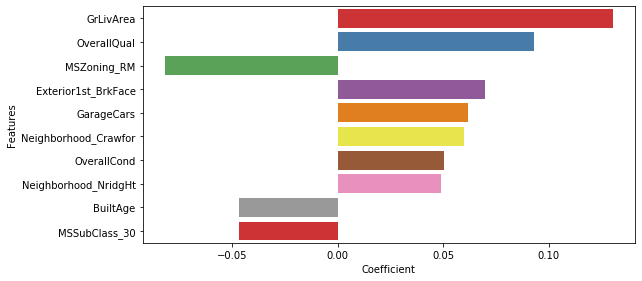 GrLivArea
OverallQual
MSZoning_RM
Exterior1st_BrkFace
GarageCars
Neighborhood_Crawfor
OverallCond
Neighborhood_NridgHt
BuiltAge
MSSubClass_30
Features
−0.05 0.00 0.05 0.10
Coefficient